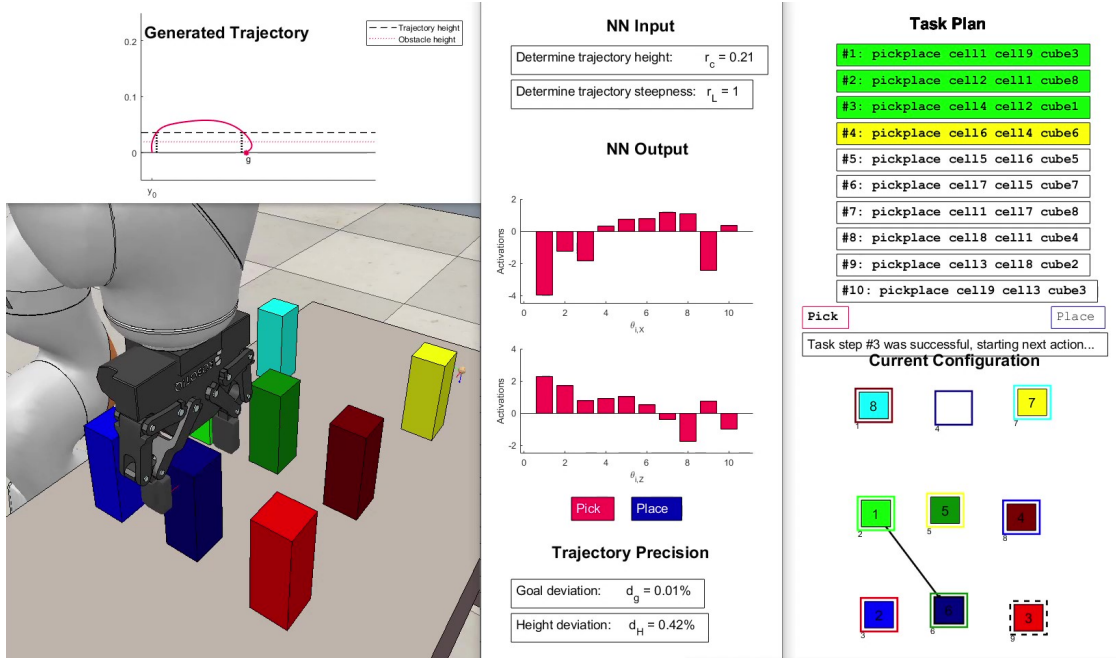 Generated Trajectory
Trajectory height
Obstacle height
0.2
0.1
0
g
y0
NN Input
Determine trajectory height: rc = 0.21
Determine trajectory steepness: rL = 1
NN Output
2
0
-2
-4
Activations
0 2 4 6 8 10
θi,X
4
2
0
-2
Activations
0 2 4 6 8 10
θi,Z
Pick Place
Trajectory Precision
Goal deviation: dg = 0.01%
Height deviation: dH = 0.42%
Task Plan
#1: pickplace cell1 cell9 cube3
#2: pickplace cell2 cell1 cube8
#3: pickplace cell4 cell2 cube1
#4: pickplace cell6 cell4 cube6
#5: pickplace cell5 cell6 cube5
#6: pickplace cell7 cell5 cube7
#7: pickplace cell1 cell7 cube8
#8: pickplace cell8 cell1 cube4
#9: pickplace cell3 cell8 cube2
#10: pickplace cell9 cell3 cube3
Pick Place
Task step #3 was successful, starting next action...
Current Configuration
8 7
1 4 7
1 5 4
2 5 8
2 6 3
3 6 9